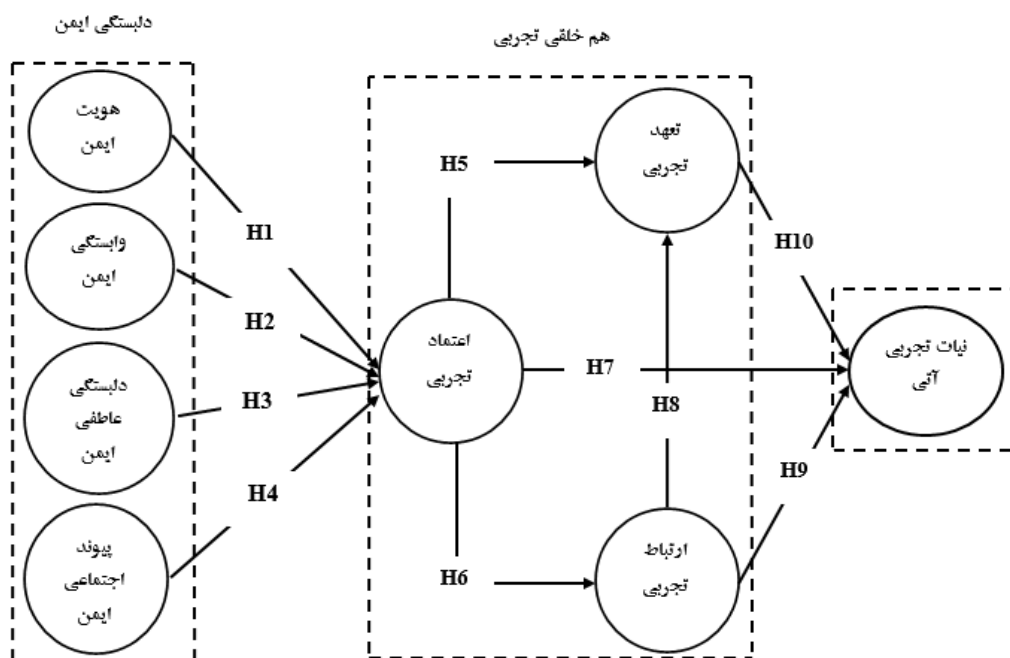 دلبستگی ایمن
هویت
ایمن
وابستگی
ایمن
دلبستگی
عاطفی
ایمن
پیوند
اجتماعی
ایمن
H1
H2
H3
H4
هم خلقی تجربی
اعتماد
تجربی
H5
H6
H7
H8
تعهد
تجربی
ارتباط
تجربی
H10
H9
نیات تجربی
آتی